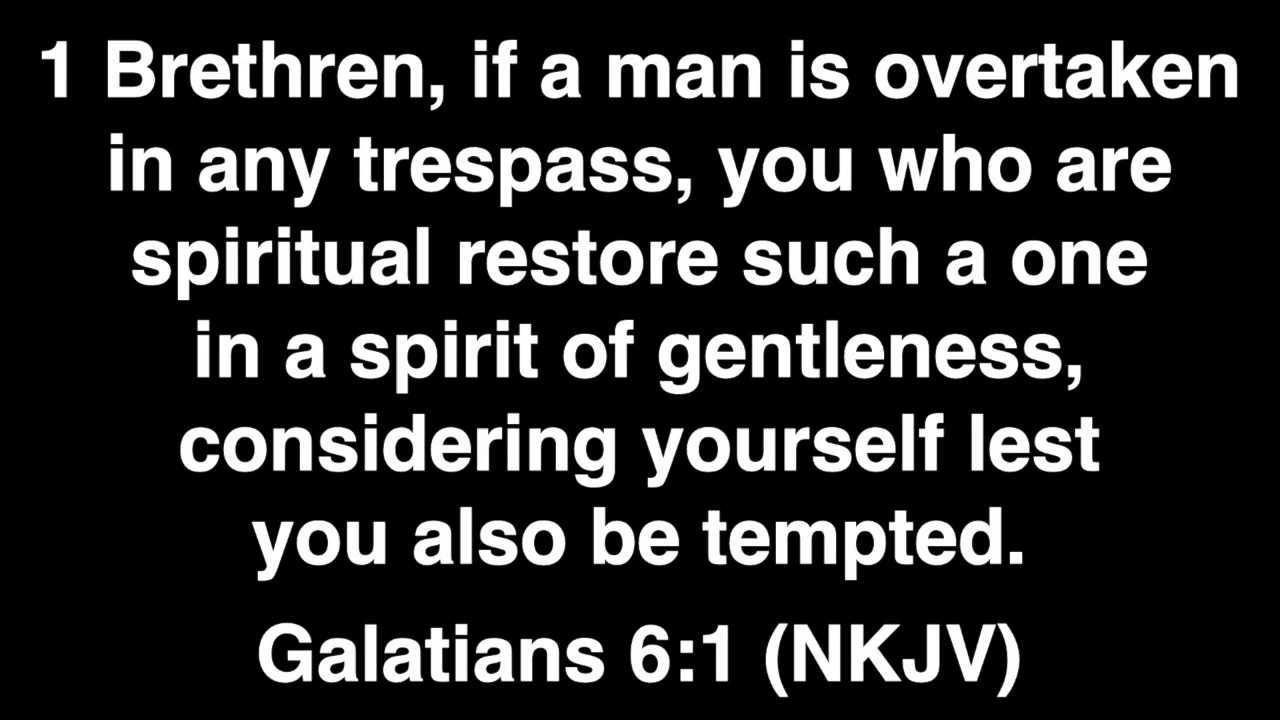 1 Brethren, if a man is overtaken
in any trespass, you who are
spiritual restore such a one
in a spirit of gentleness,
considering yourself lest
you also be tempted.
Galatians 6:1 (NKJV)